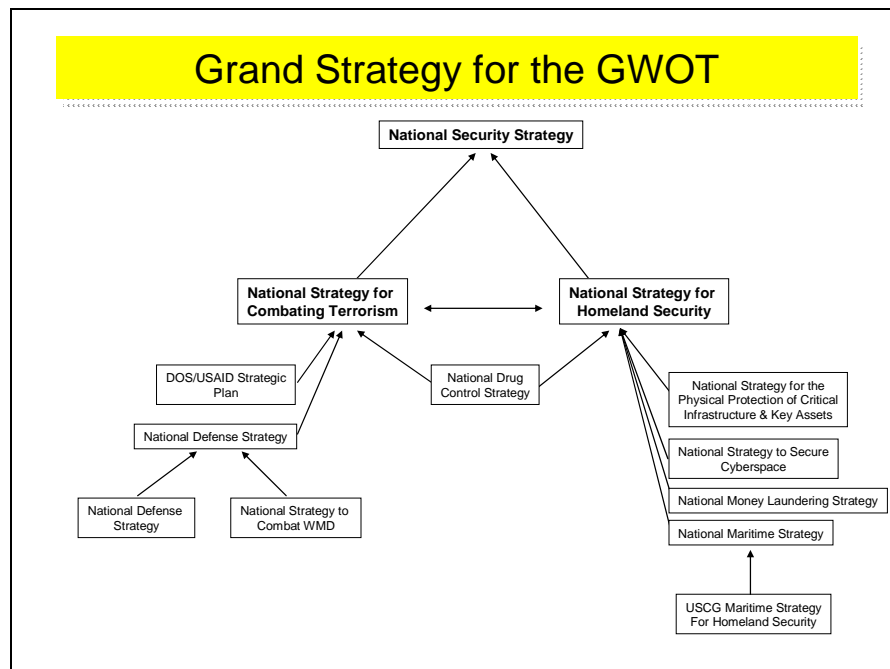 Grand Strategy for the GWOT
National Security Strategy
National Strategy for
Combating Terrorism
National Strategy for
Homeland Security
DOS/USAID Strategic
Plan
National Drug
Control Strategy
National Strategy for the
Physical Protection of Critical
Infrastructure & Key Assets
National Defense Strategy
National Strategy to Secure
Cyberspace
National Defense
Strategy
National Strategy to
Combat WMD
National Money Laundering Strategy
National Maritime Strategy
USCG Maritime Strategy
For Homeland Security